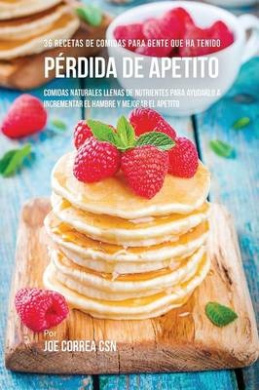 36 RECETAS DE COMIDAS PARA GENTE QUE HA TENIDO
PÉRDIDA DE APETITO
COMIDAS NATURALES LLENAS DE NUTRIENTES PARA AYUDARLO A
INCREMENTAR EL HAMBRE Y MEJORAR EL APETITO
Por
JOE CORREA CSN